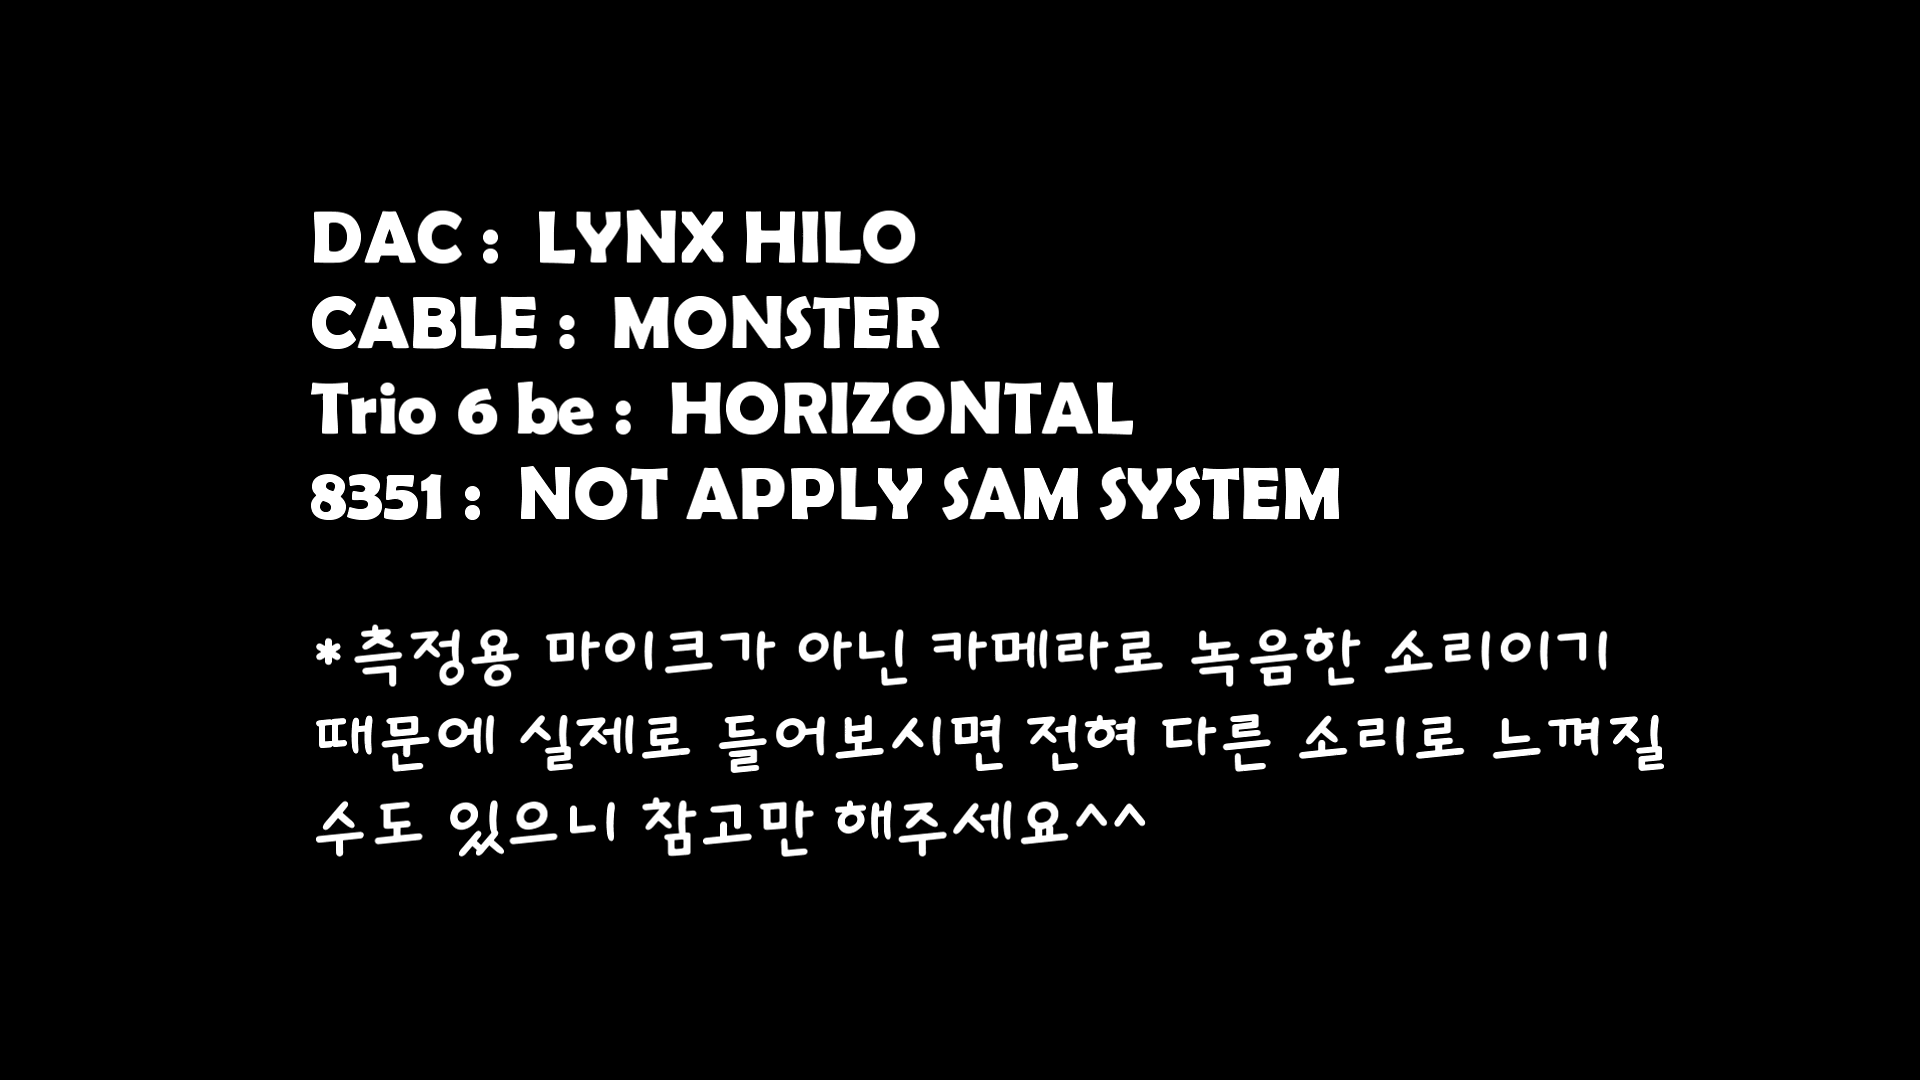 DAC : LYNX HILO
CABLE : MONSTER
Trio 6 be : HORIZONTAL
8351 : NOT APPLY SAM SYSTEM
*측정용 마이크가 아닌 카메라로 녹음한 소리이기
때문에 실제로 들어보시면 전혀 다른 소리로 느껴질
수도 있으니 참고만 해주세요^^